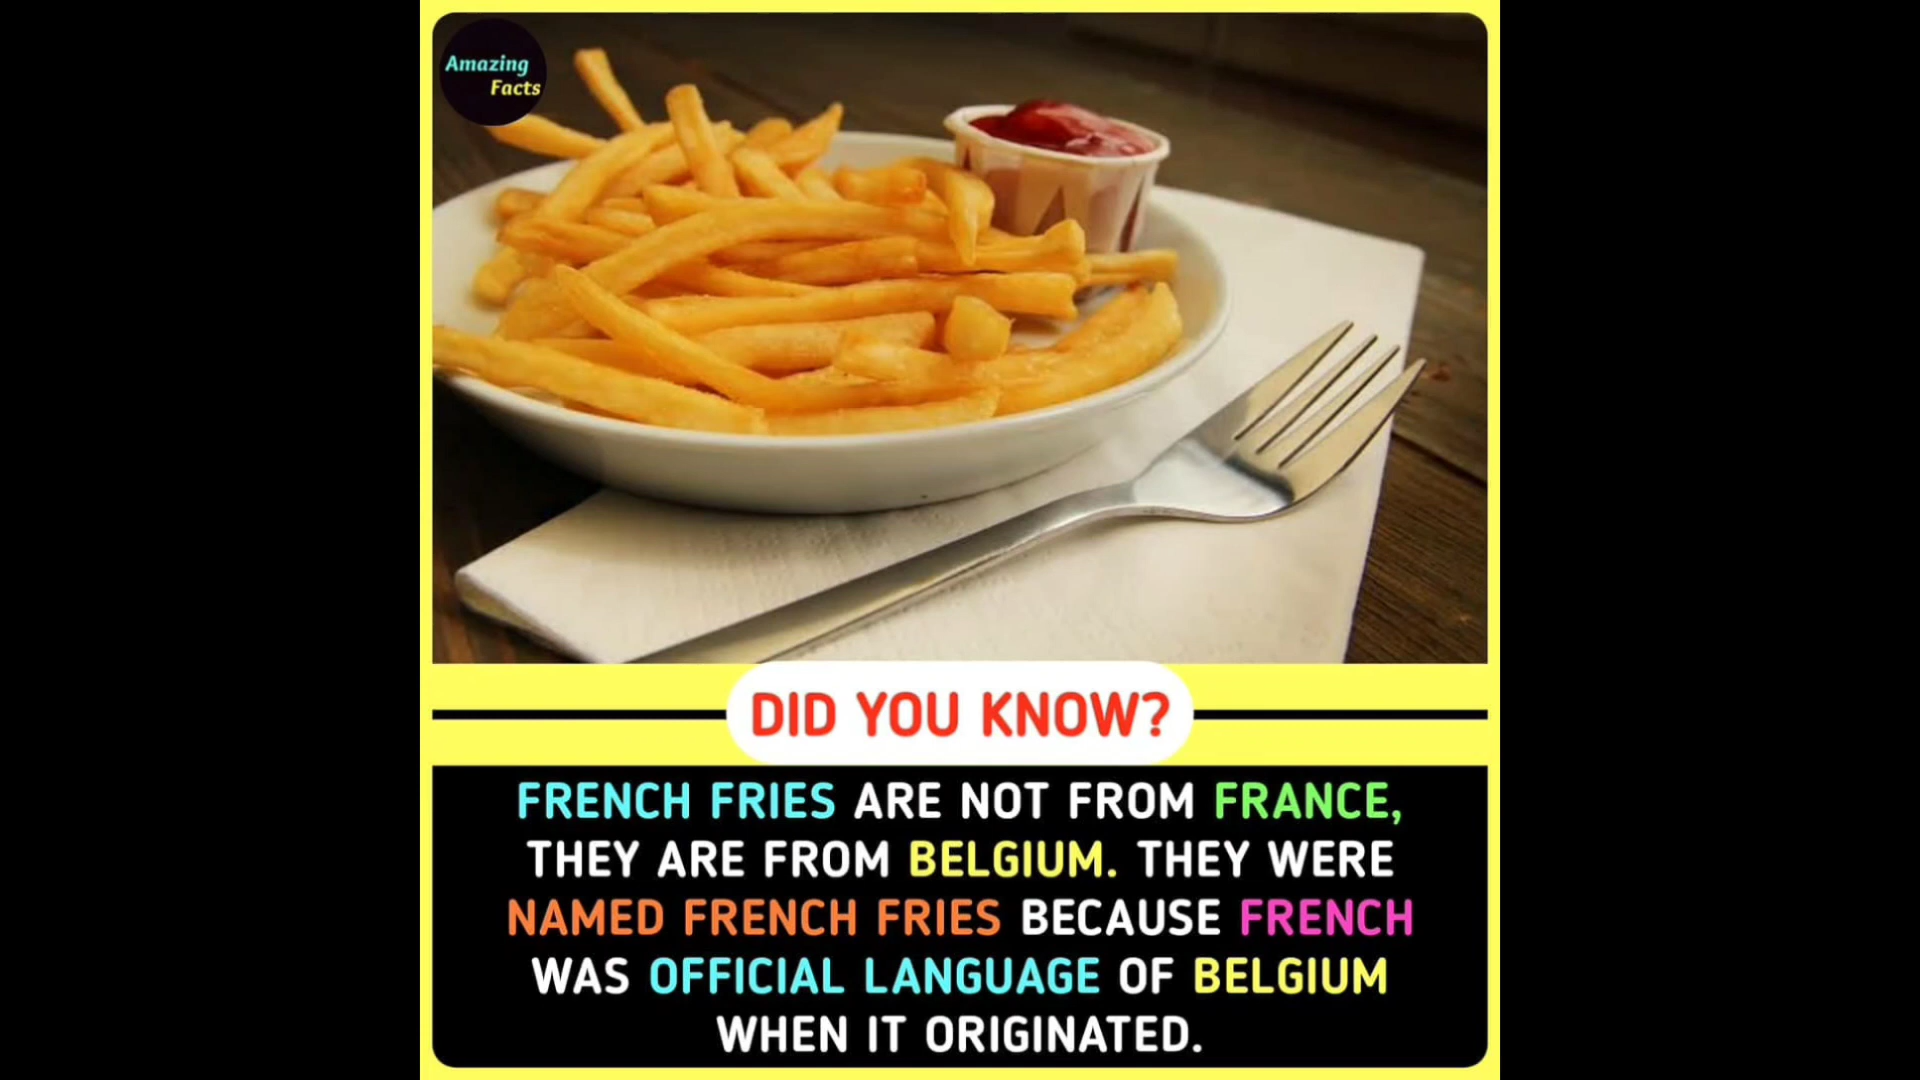 Amazing
Facts
DID YOU KNOW?
FRENCH FRIES ARE NOT FROM FRANCE,
THEY ARE FROM BELGIUM. THEY WERE
NAMED FRENCH FRIES BECAUSE FRENCH
WAS OFFICIAL LANGUAGE OF BELGIUM
WHEN IT ORIGINATED.